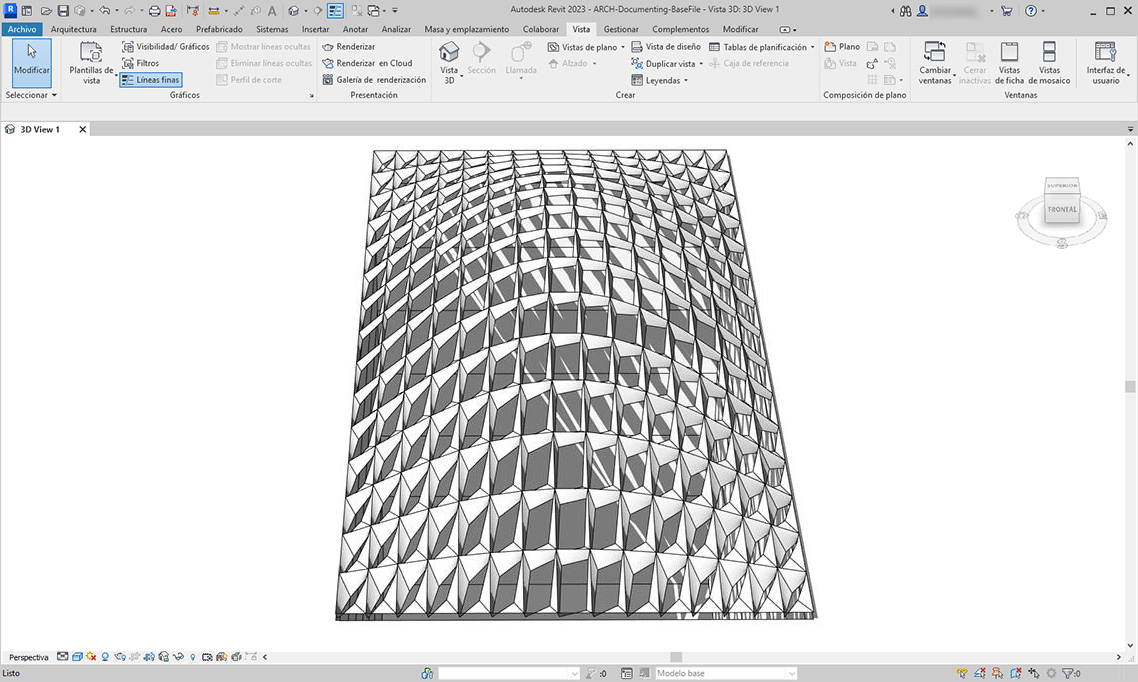 Autodesk Revit 2023 - ARCH-Documenting-BaseFile - Vista 3D: 3D View 1
Archivo Arquitectura Estructura Acero Prefabricado Sistemas Insertar Anotar Analizar Masa y emplazamiento Colaborar Vista Gestionar Complementos Modificar
Modificar
Seleccionar
Plantillas de vista
Visibilidad/ Gráficos
Filtros
Líneas finas
Mostrar líneas ocultas
Eliminar líneas ocultas
Perfil de corte
Gráficos
Renderizar
Renderizar en Cloud
Galería de renderización
Presentación
Vista 3D
Sección
Llamada
Vistas de plano
Alzado
Vista de diseño
Duplicar vista
Leyendas
Tablas de planificación
Caja de referencia
Crear
Plano
Vista
Composición de plano
Cambiar ventanas
Cerrar inactivas
Vistas de ficha
Vistas de mosaico
Ventanas
Interfaz de usuario
3D View 1
SUPERIOR
FRONTAL
Perspectiva
Listo
:0
Modelo base
:0